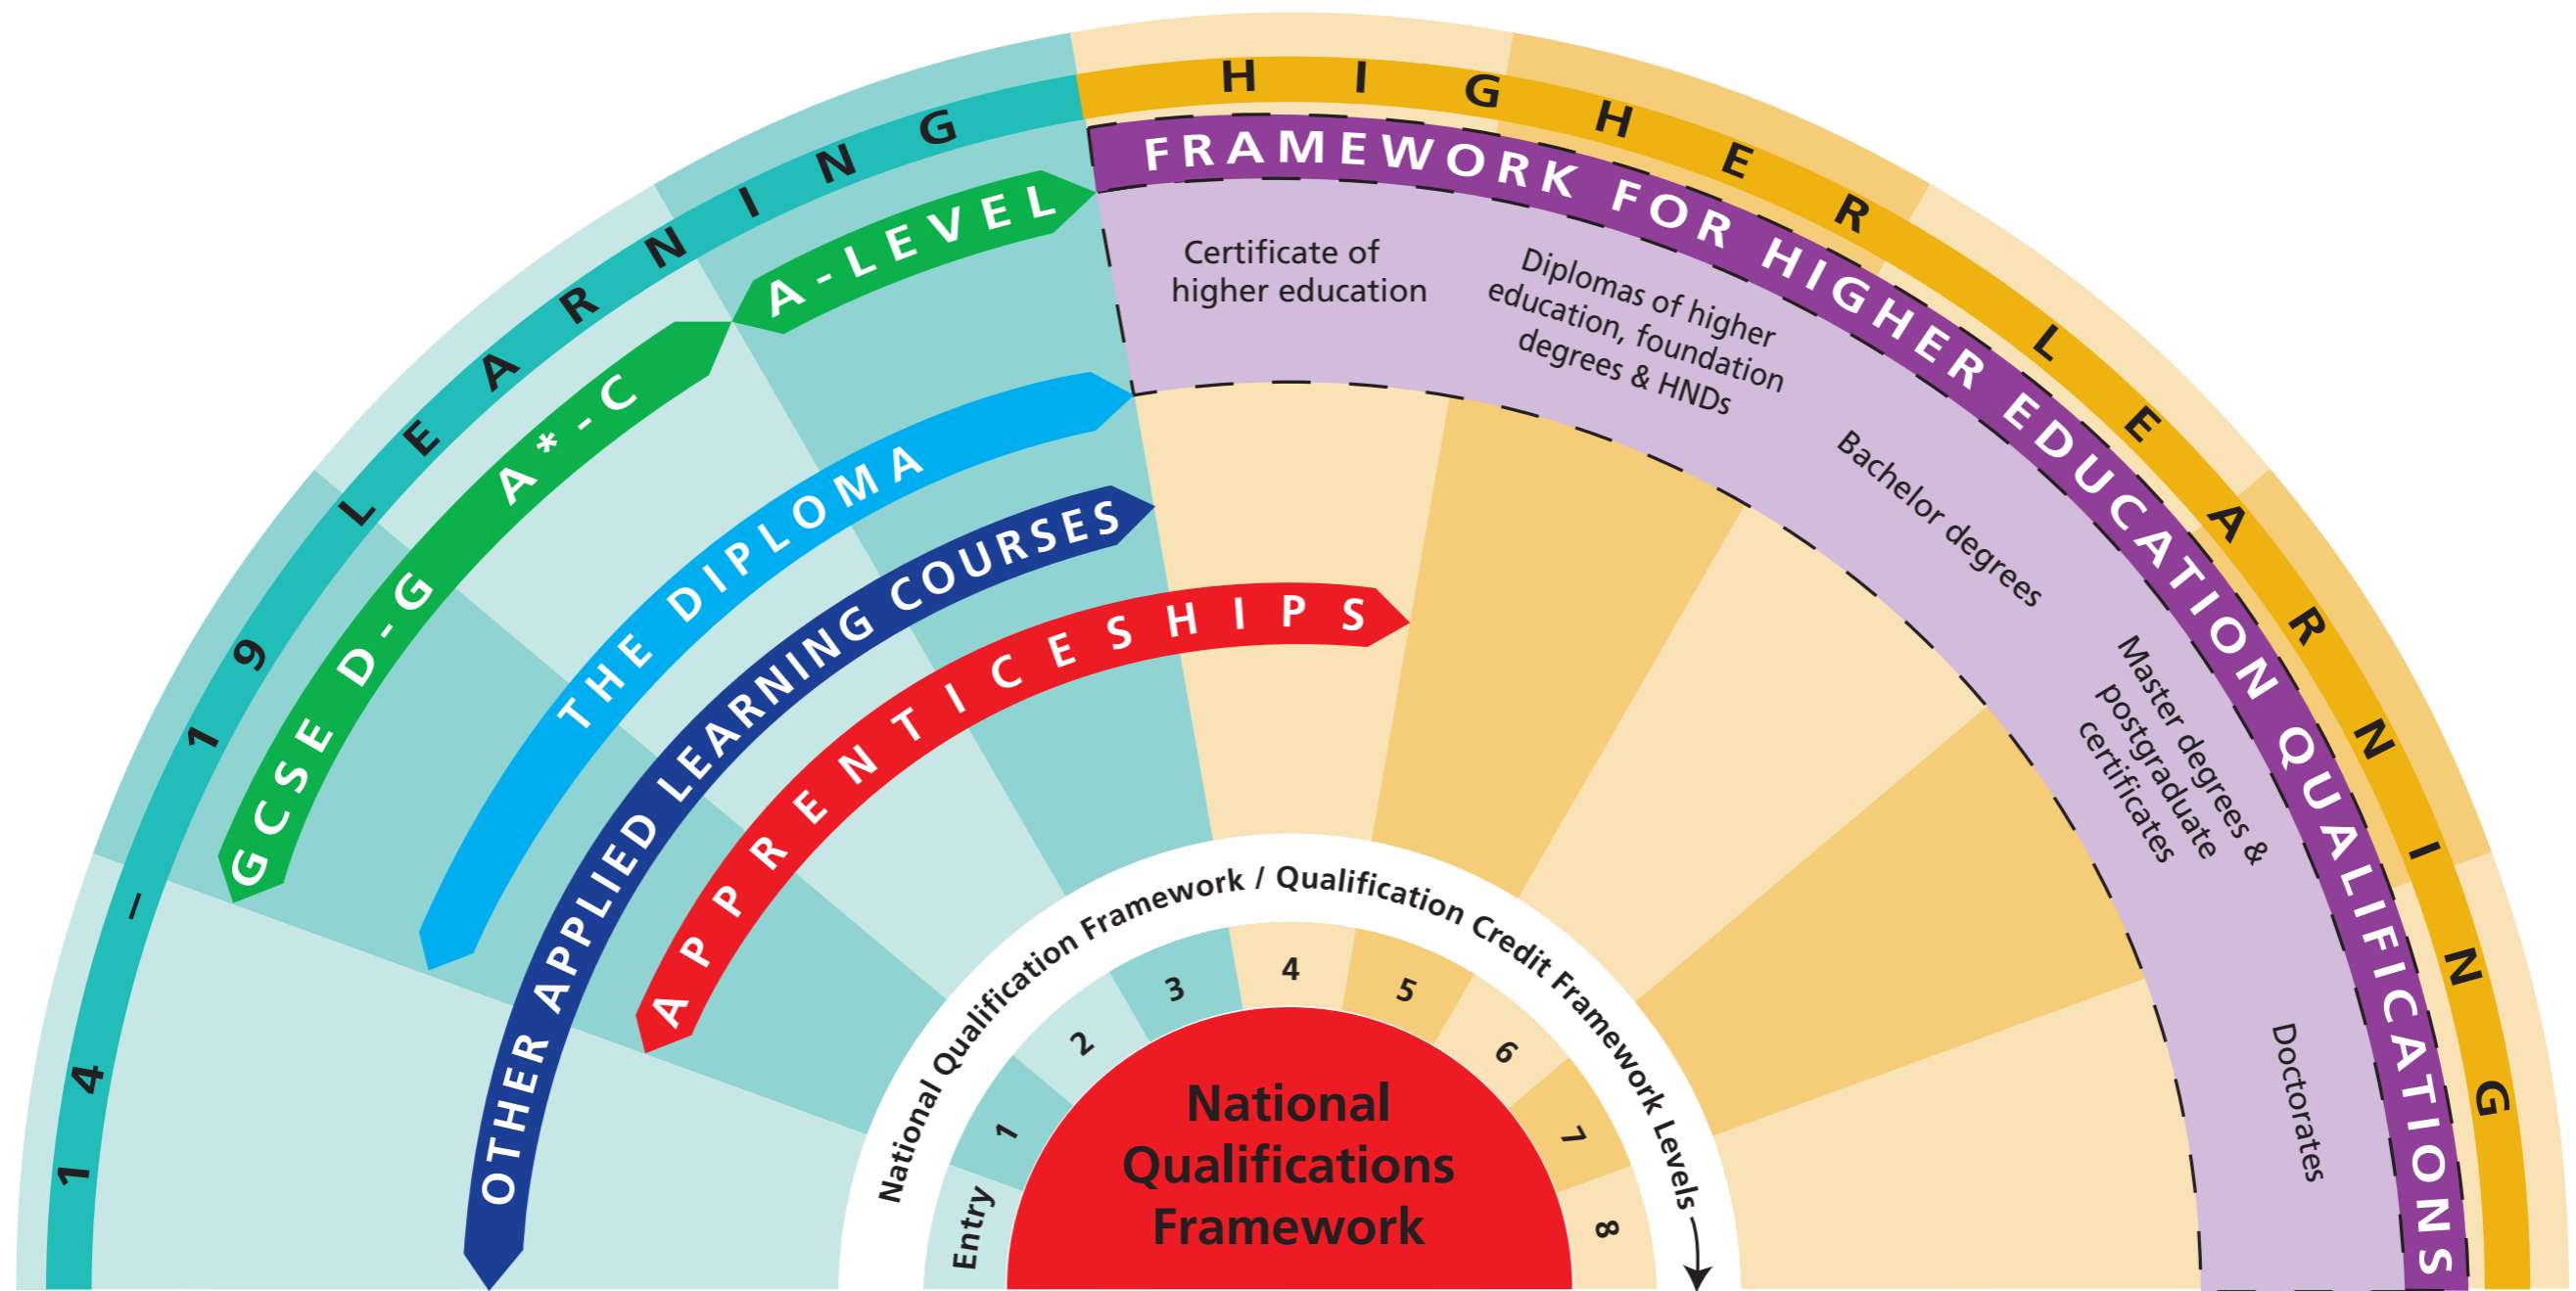 14–19 LEARNING
HIGHER LEARNING
FRAMEWORK FOR HIGHER EDUCATION QUALIFICATIONS
GCSE D-G A*-C
A-LEVEL
THE DIPLOMA
OTHER APPLIED LEARNING COURSES
APPRENTICESHIPS
Certificate of
higher education
Diplomas of higher
education, foundation
degrees & HNDs
Bachelor degrees
Master degrees &
postgraduate
certificates
Doctorates
National Qualification Framework / Qualification Credit Framework Levels
Entry
1
2
3
4
5
6
7
8
National
Qualifications
Framework